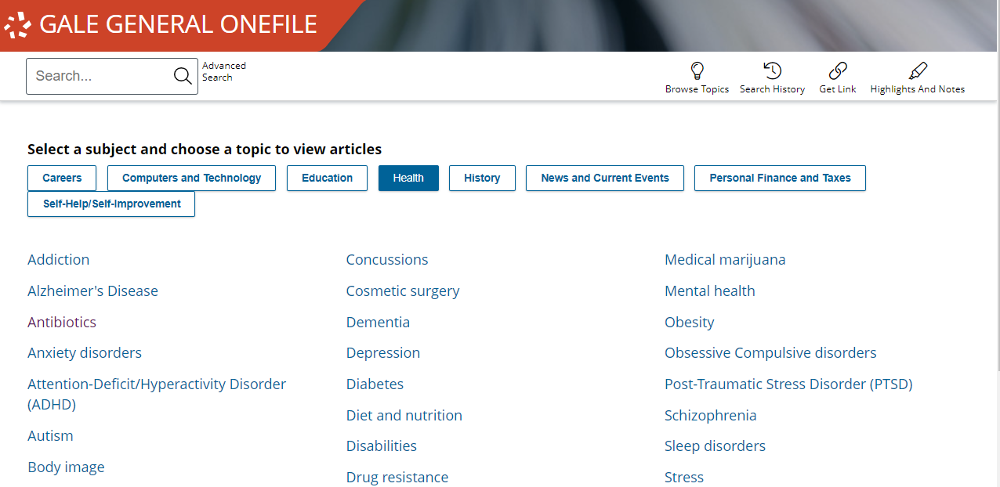 GALE GENERAL ONEFILE
Search...
Advanced
Search
Browse Topics
Search History
Get Link
Highlights And Notes
Select a subject and choose a topic to view articles
Careers
Computers and Technology
Education
Health
History
News and Current Events
Personal Finance and Taxes
Self-Help/Self-Improvement
Addiction
Alzheimer's Disease
Antibiotics
Anxiety disorders
Attention-Deficit/Hyperactivity Disorder
(ADHD)
Autism
Body image
Concussions
Cosmetic surgery
Dementia
Depression
Diabetes
Diet and nutrition
Disabilities
Drug resistance
Medical marijuana
Mental health
Obesity
Obsessive Compulsive disorders
Post-Traumatic Stress Disorder (PTSD)
Schizophrenia
Sleep disorders
Stress